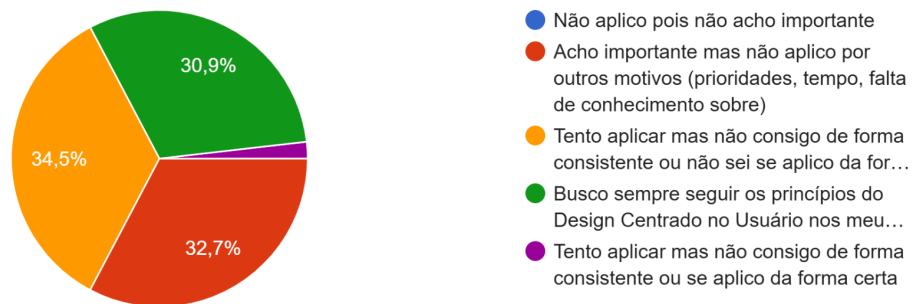 30,9%
34,5%
32,7%
Não aplico pois não acho importante
Acho importante mas não aplico por
outros motivos (prioridades, tempo, falta
de conhecimento sobre)
Tento aplicar mas não consigo de forma
consistente ou não sei se aplico da for…
Busco sempre seguir os princípios do
Design Centrado no Usuário nos meu…
Tento aplicar mas não consigo de forma
consistente ou se aplico da forma certa